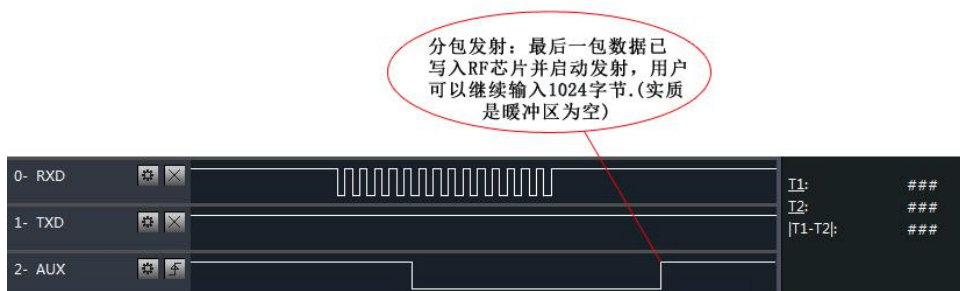 分包发射：最后一包数据已
写入RF芯片并启动发射，用户
可以继续输入1024字节.(实质
是暖冲区为空)
0- RXD
T1: ###
1- TXD
T2: ###
|T1-T2|: ###
2- AUX